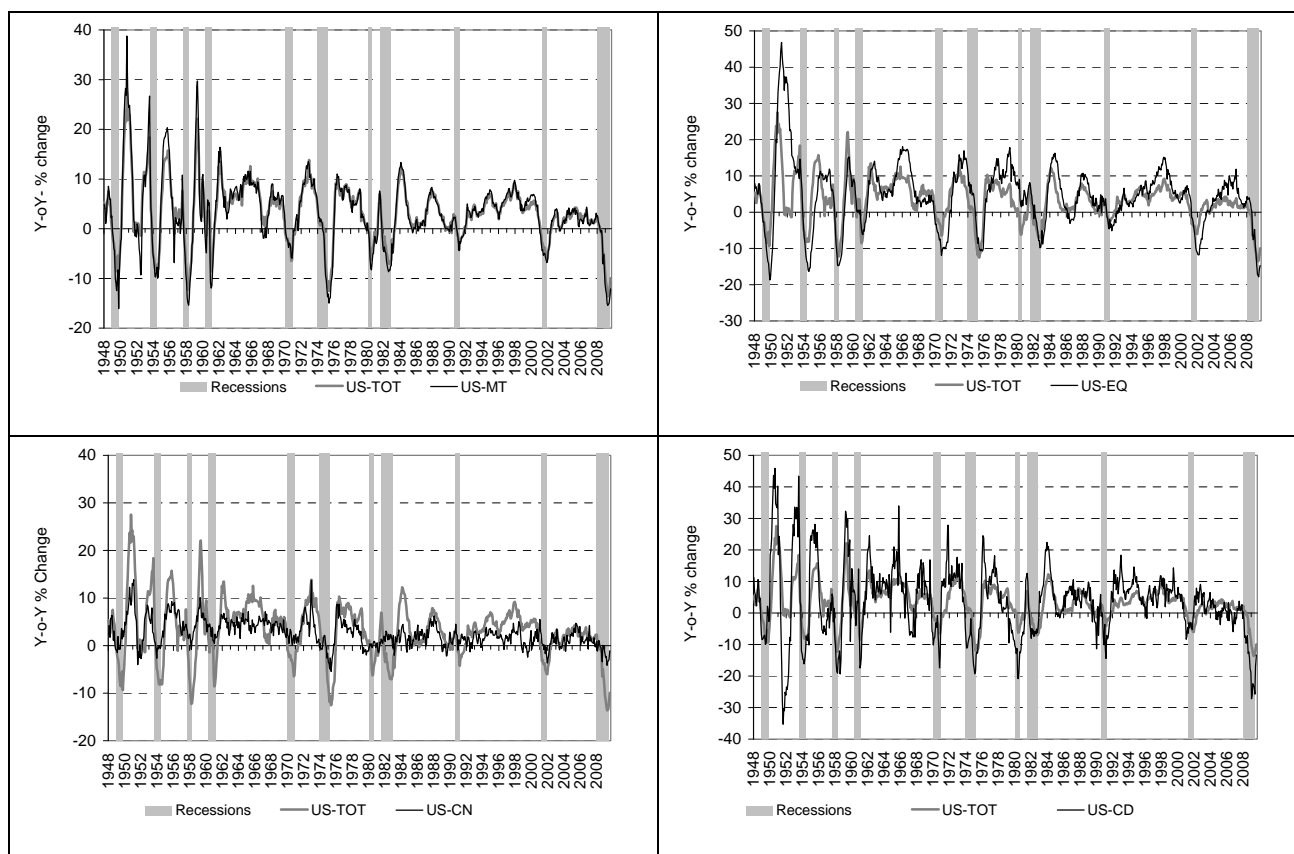 40
30
20
10
0
-10
-20
Y-oY - % change
1948 1950 1952 1954 1956 1958 1960 1962 1964 1966 1968 1970 1972 1974 1976 1978 1980 1982 1984 1986 1988 1990 1992 1994 1996 1998 2000 2002 2004 2006 2008
Recessions US-TOT US-MT
50
40
30
20
10
0
-10
-20
-30
Y-o-Y % change
1948 1950 1952 1954 1956 1958 1960 1962 1964 1966 1968 1970 1972 1974 1976 1978 1980 1982 1984 1986 1988 1990 1992 1994 1996 1998 2000 2002 2004 2006 2008
Recessions US-TOT US-EQ
40
30
20
10
0
-10
-20
Y-o-Y % Change
1948 1950 1952 1954 1956 1958 1960 1962 1964 1966 1968 1970 1972 1974 1976 1978 1980 1982 1984 1986 1988 1990 1992 1994 1996 1998 2000 2002 2004 2006 2008
Recessions US-TOT US-CN
50
40
30
20
10
0
-10
-20
-30
-40
Y-o-Y % Change
1948 1950 1952 1954 1956 1958 1960 1962 1964 1966 1968 1970 1972 1974 1976 1978 1980 1982 1984 1986 1988 1990 1992 1994 1996 1998 2000 2002 2004 2006 2008
Recessions US-TOT US-CD